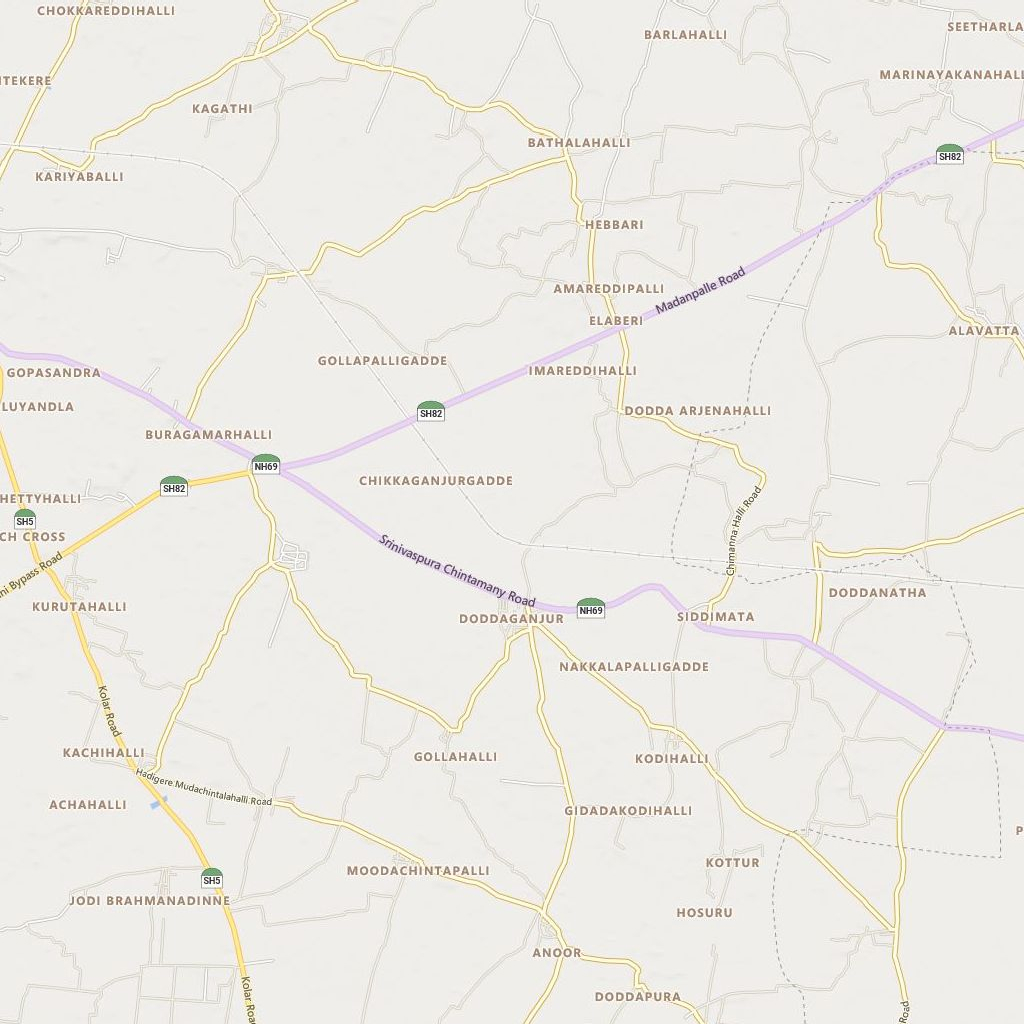 CHOKKAREDDIHALLI
SEETHARLA
BARLAHALLI
ITEKERE
MARINAYAKANAHALL
KAGATHI
BATHALAHALLI
SH82
KARIYABALLI
HEBBARI
AMAREDDIPALLI
Madanpalle Road
ELABERI
ALAVATTA
GOLLAPALLIGADDE
GOPASANDRA
IMAREDDIHALLI
LUYANDLA
SH82
DODDA ARJENAHALLI
BURAGAMARHALLI
NH69
CHIKKAGANJURGADDE
SH82
HETTYHALLI
SH5
CH CROSS
Chimanna Halli Road
ni Bypass Road
Srinivaspura Chintamany Road
DODDANATHA
KURUTAHALLI
NH69
DODDAGANJUR
SIDDIMATA
NAKKALAPALLIGADDE
Kolar Road
KACHIHALLI
GOLLAHALLI
KODIHALLI
Hadigere Mudachintalahalli Road
ACHAHALLI
GIDADAKODIHALLI
P
KOTTUR
MOODACHINTAPALLI
SH5
JODI BRAHMANADINNE
HOSURU
ANOOR
DODDAPURA
Kolar Roa
Road